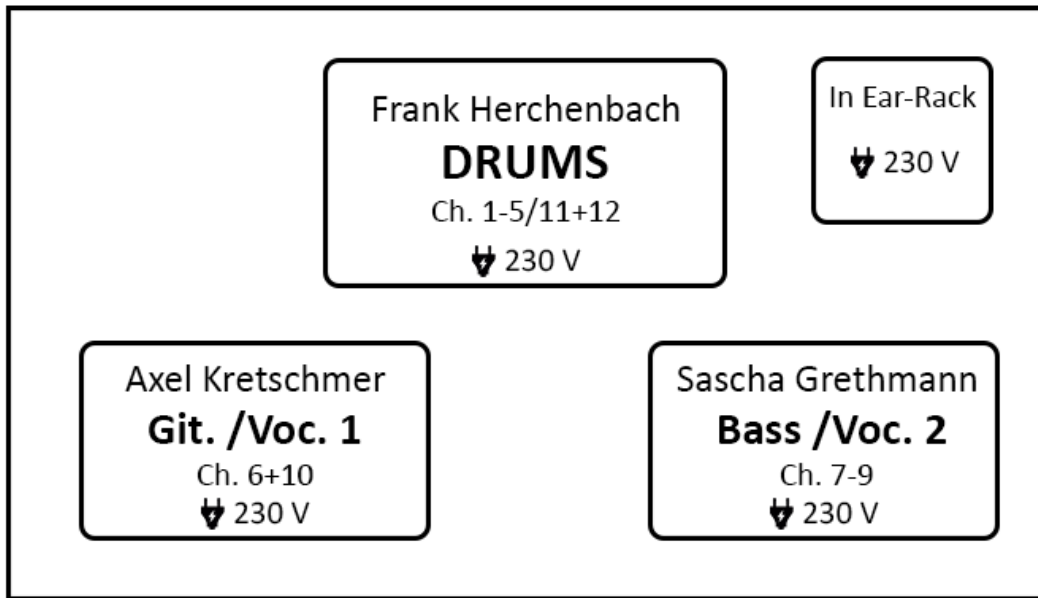 Frank Herchenbach
DRUMS
Ch. 1-5/11+12
230 V
In Ear-Rack
230 V
Axel Kretschmer
Git. /Voc. 1
Ch. 6+10
230 V
Sascha Grethmann
Bass /Voc. 2
Ch. 7-9
230 V